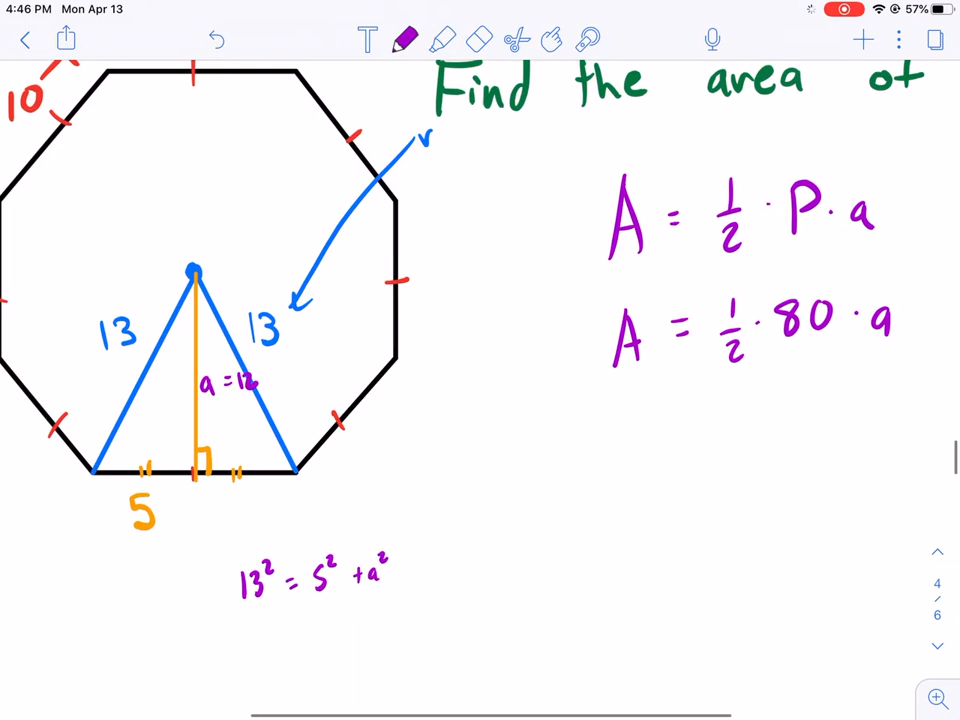 4:46 PM Mon Apr 13
57%
T
10
Find the area of
r
A = 1/2 · P · a
13
13
A = 1/2 · 80 · a
a = 12
5
13² = 5² + a²
4
/
6